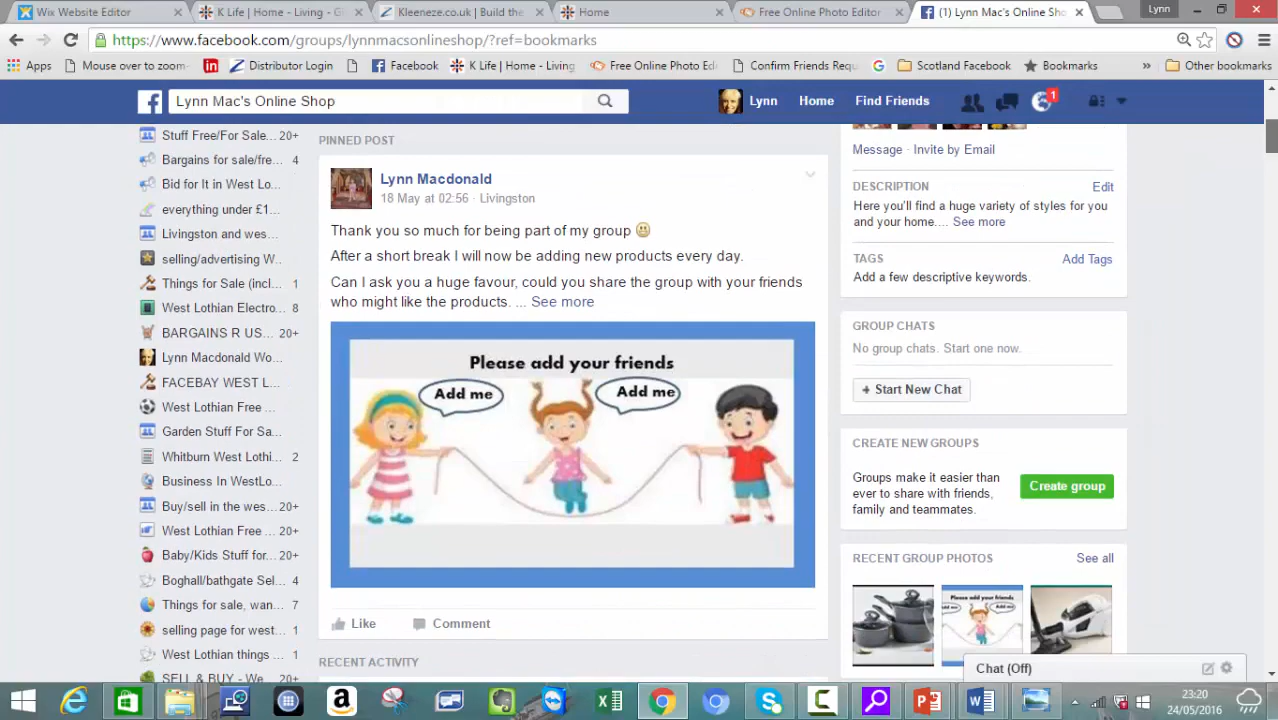 Wix Website Editor
K Life | Home - Living - G
Kleeneze.co.uk | Build the
Home
Free Online Photo Editor
(1) Lynn Mac's Online Sho
Lynn
https://www.facebook.com/groups/lynnmacsonlineshop/?ref=bookmarks
Apps
Mouse over to zoom-
Distributor Login
Facebook
K Life | Home - Living
Free Online Photo Edi
Confirm Friends Requ
Scotland Facebook
Bookmarks
Other bookmarks
Lynn Mac's Online Shop
Lynn
Home
Find Friends
1
Stuff Free/For Sale... 20+
Bargains for sale/fre... 4
Bid for It in West Lo...
everything under £1...
Livingston and wes...
selling/advertising W...
Things for Sale (incl... 1
West Lothian Electro... 8
BARGAINS R US... 20+
Lynn Macdonald Wo...
FACEBAY WEST L...
West Lothian Free ...
Garden Stuff For Sa...
Whitburn West Lothi... 2
Business In WestLo...
Buy/sell in the wes... 20+
West Lothian Free ... 20+
Baby/Kids Stuff for... 20+
Boghall/bathgate Sel... 4
Things for sale, wan... 7
selling page for west... 1
West Lothian things ... 1
SELL & BUY - We... 20+
PINNED POST
Lynn Macdonald
18 May at 02:56 · Livingston
Thank you so much for being part of my group
After a short break I will now be adding new products every day.
Can I ask you a huge favour, could you share the group with your friends
who might like the products. ... See more
Please add your friends
Add me
Add me
Like
Comment
RECENT ACTIVITY
Message · Invite by Email
DESCRIPTION
Edit
Here you'll find a huge variety of styles for you
and your home.... See more
TAGS
Add Tags
Add a few descriptive keywords.
GROUP CHATS
No group chats. Start one now.
+ Start New Chat
CREATE NEW GROUPS
Groups make it easier than
ever to share with friends,
family and teammates.
Create group
RECENT GROUP PHOTOS
See all
Please add your friends
Chat (Off)
23:20
24/05/2016